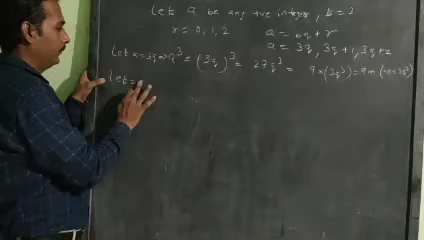 Let a be any +ve integer, b = 3
r = 0, 1, 2 a = bq + r
a = 3q, 3q+1, 3q+2
Let a = 3q ⇒ a³ = (3q)³ = 27q³ =
9×(3q³) = 9m (m = 3q³)
Let =